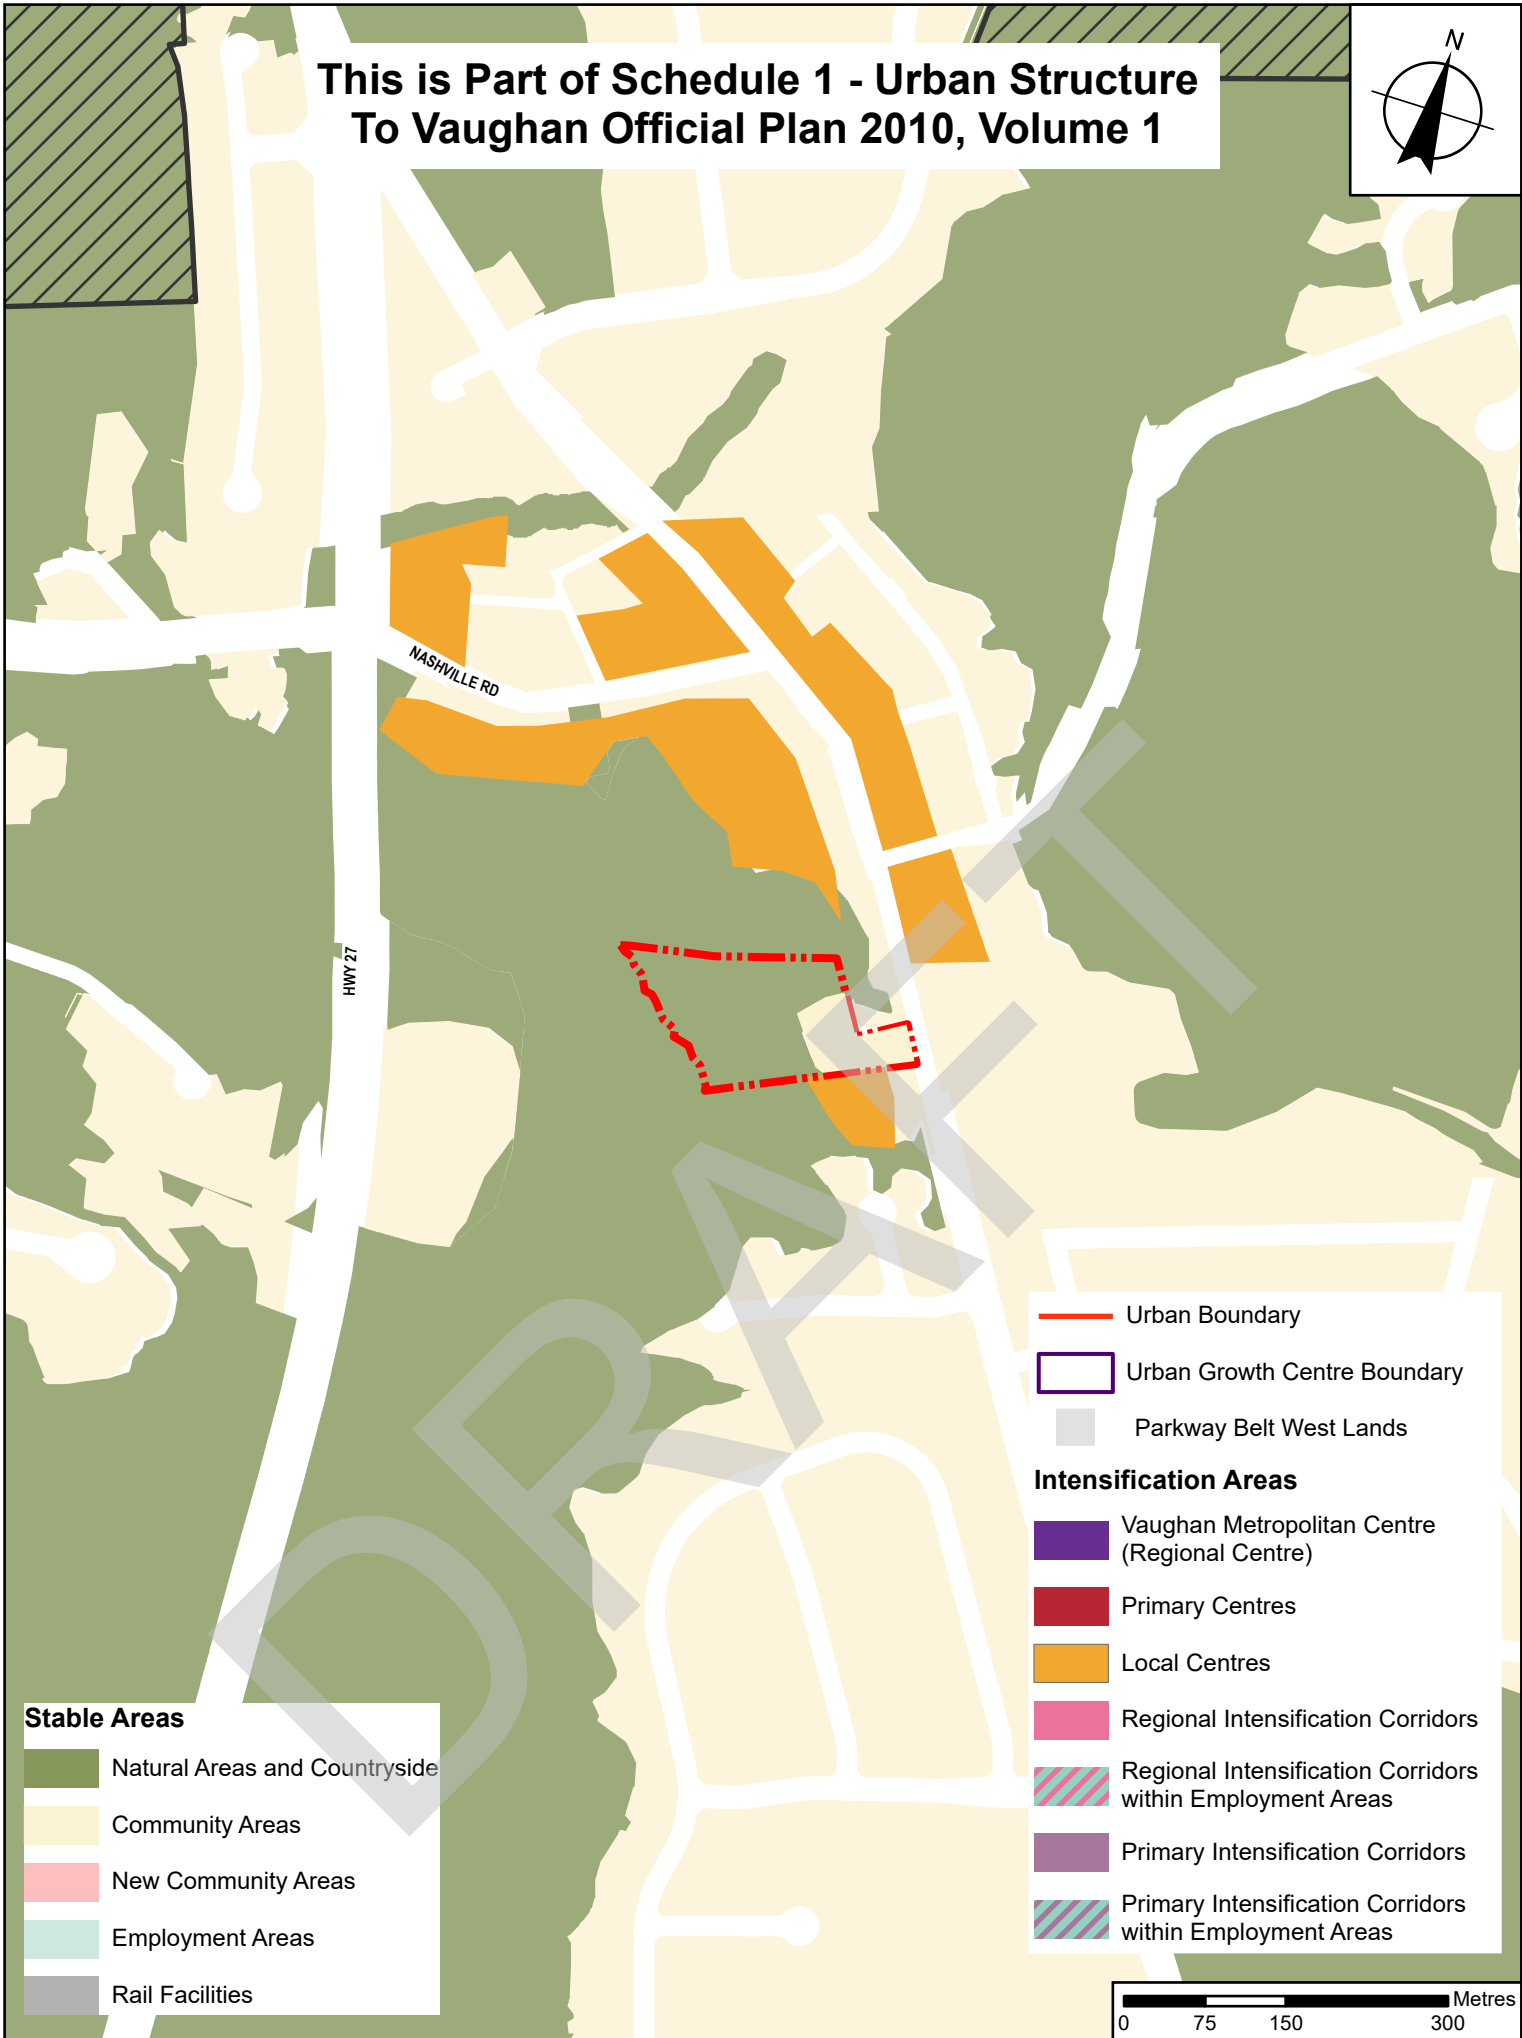 This is Part of Schedule 1 - Urban Structure
To Vaughan Official Plan 2010, Volume 1
N
NASHVILLE RD
HWY 27
DRAFT
Urban Boundary
Urban Growth Centre Boundary
Parkway Belt West Lands
Intensification Areas
Vaughan Metropolitan Centre
(Regional Centre)
Primary Centres
Local Centres
Regional Intensification Corridors
Regional Intensification Corridors
within Employment Areas
Primary Intensification Corridors
Primary Intensification Corridors
within Employment Areas
Stable Areas
Natural Areas and Countryside
Community Areas
New Community Areas
Employment Areas
Rail Facilities
Metres
0 75 150 300